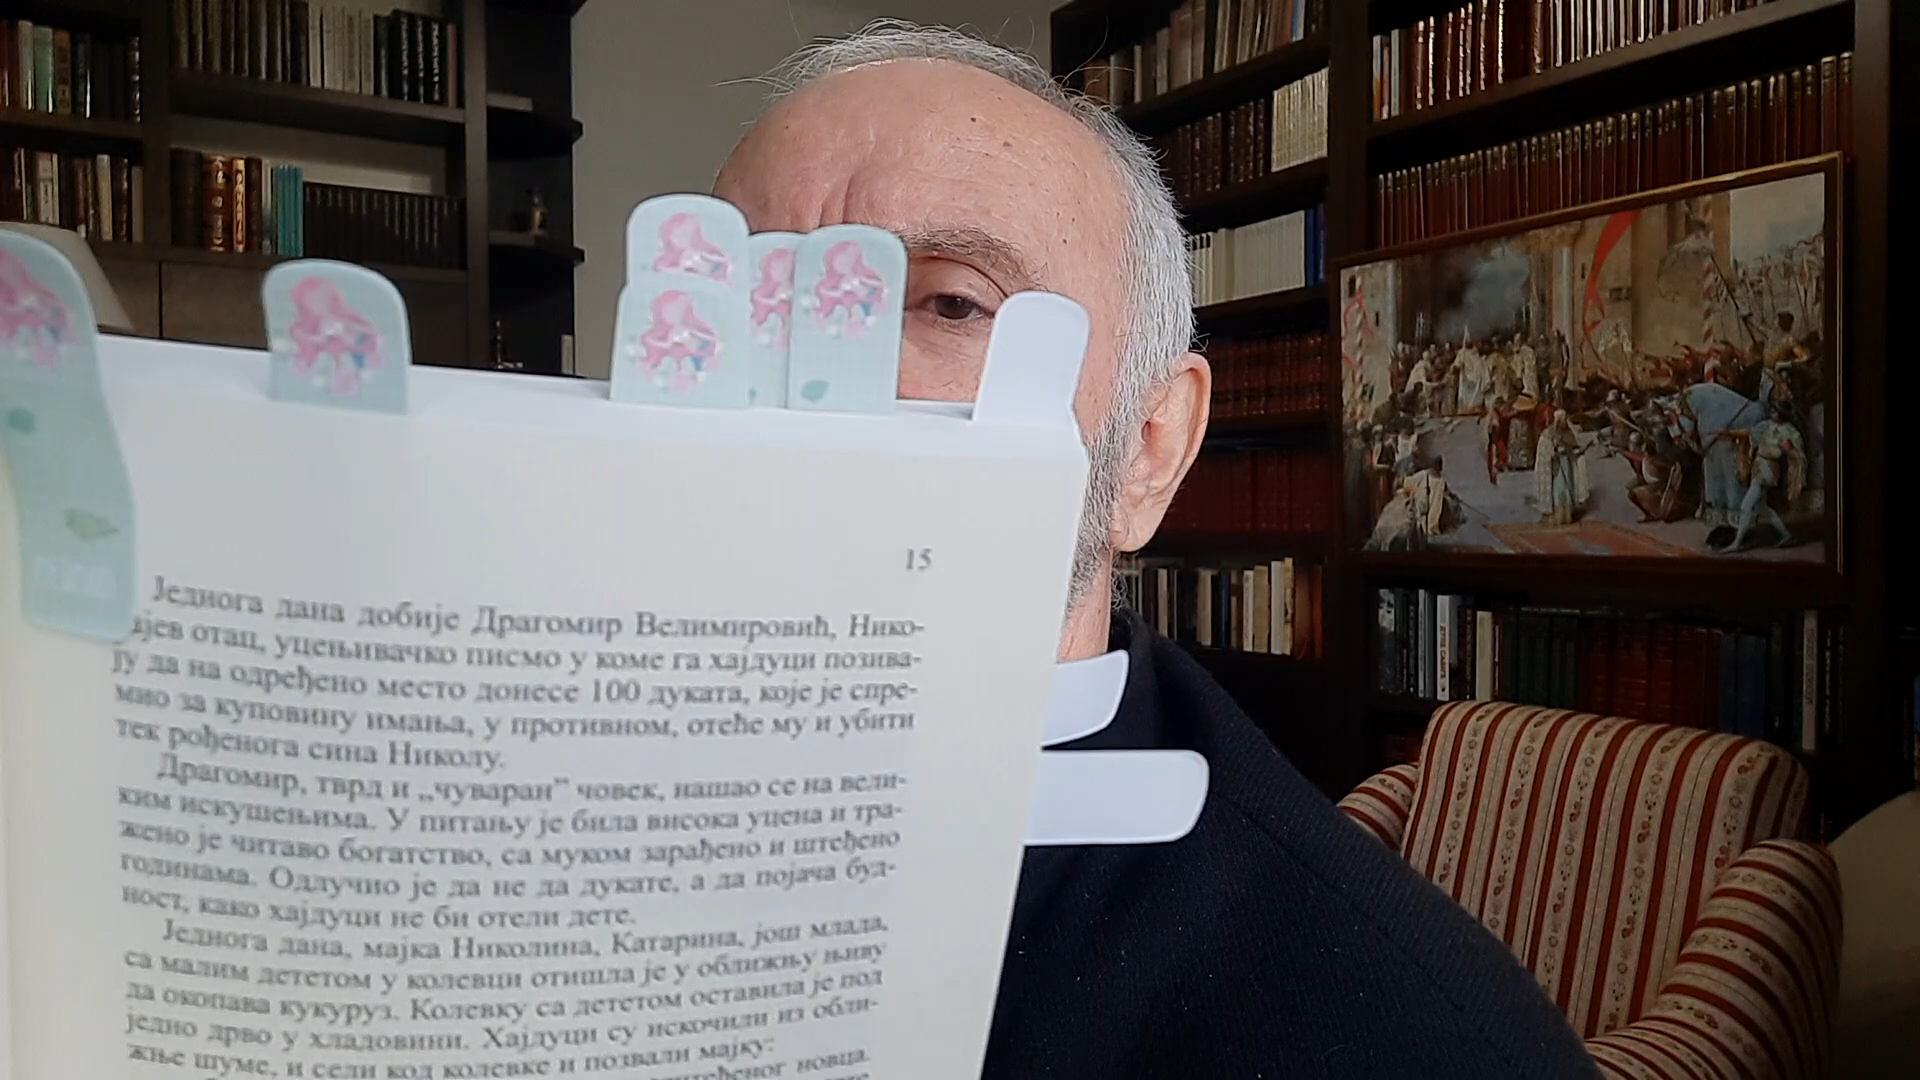 15
Једнога дана добије Драгомир Велимировић, Нико-
ајев отац, уцењивачко писмо у коме га хајдуци позива-
ју да на одређено место донесе 100 дуката, које је спре-
мио за куповину имања, у противном, отеће му и убити
тек рођенога сина Николу.
Драгомир, тврд и „чуваран” човек, нашао се на вели-
ким искушењима. У питању је била висока уцена и тра-
жено је читаво богатство, са муком зарађено и штеђено
годинама. Одлучио је да не да дукате, а да појача буд-
ност, како хајдуци не би отели дете.
Једнога дана, мајка Николина, Катарина, још млада,
са малим дететом у колевци отишла је у оближњу њиву
да окопава кукуруз. Колевку са дететом оставила је под
једно дрво у хладовини. Хајдуци су искочили из обли-
жње шуме, и сели код колевке и позвали мајку:
новца.